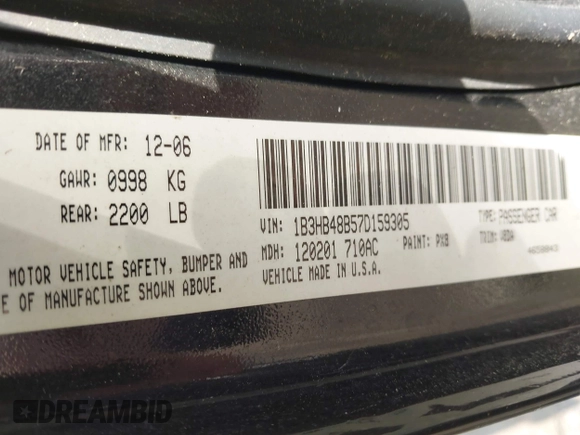 DATE OF MFR: 12-06
GAWR: 0998 KG
REAR: 2200 LB
MOTOR VEHICLE SAFETY, BUMPER AND
E OF MANUFACTURE SHOWN ABOVE.
VIN: 1B3HB48B57D159305
TYPE: PASSENGER CAR
MDH: 120201 710AC
PAINT: PXB
TRIM:
VEHICLE MADE IN U.S.A.
DREAMBID